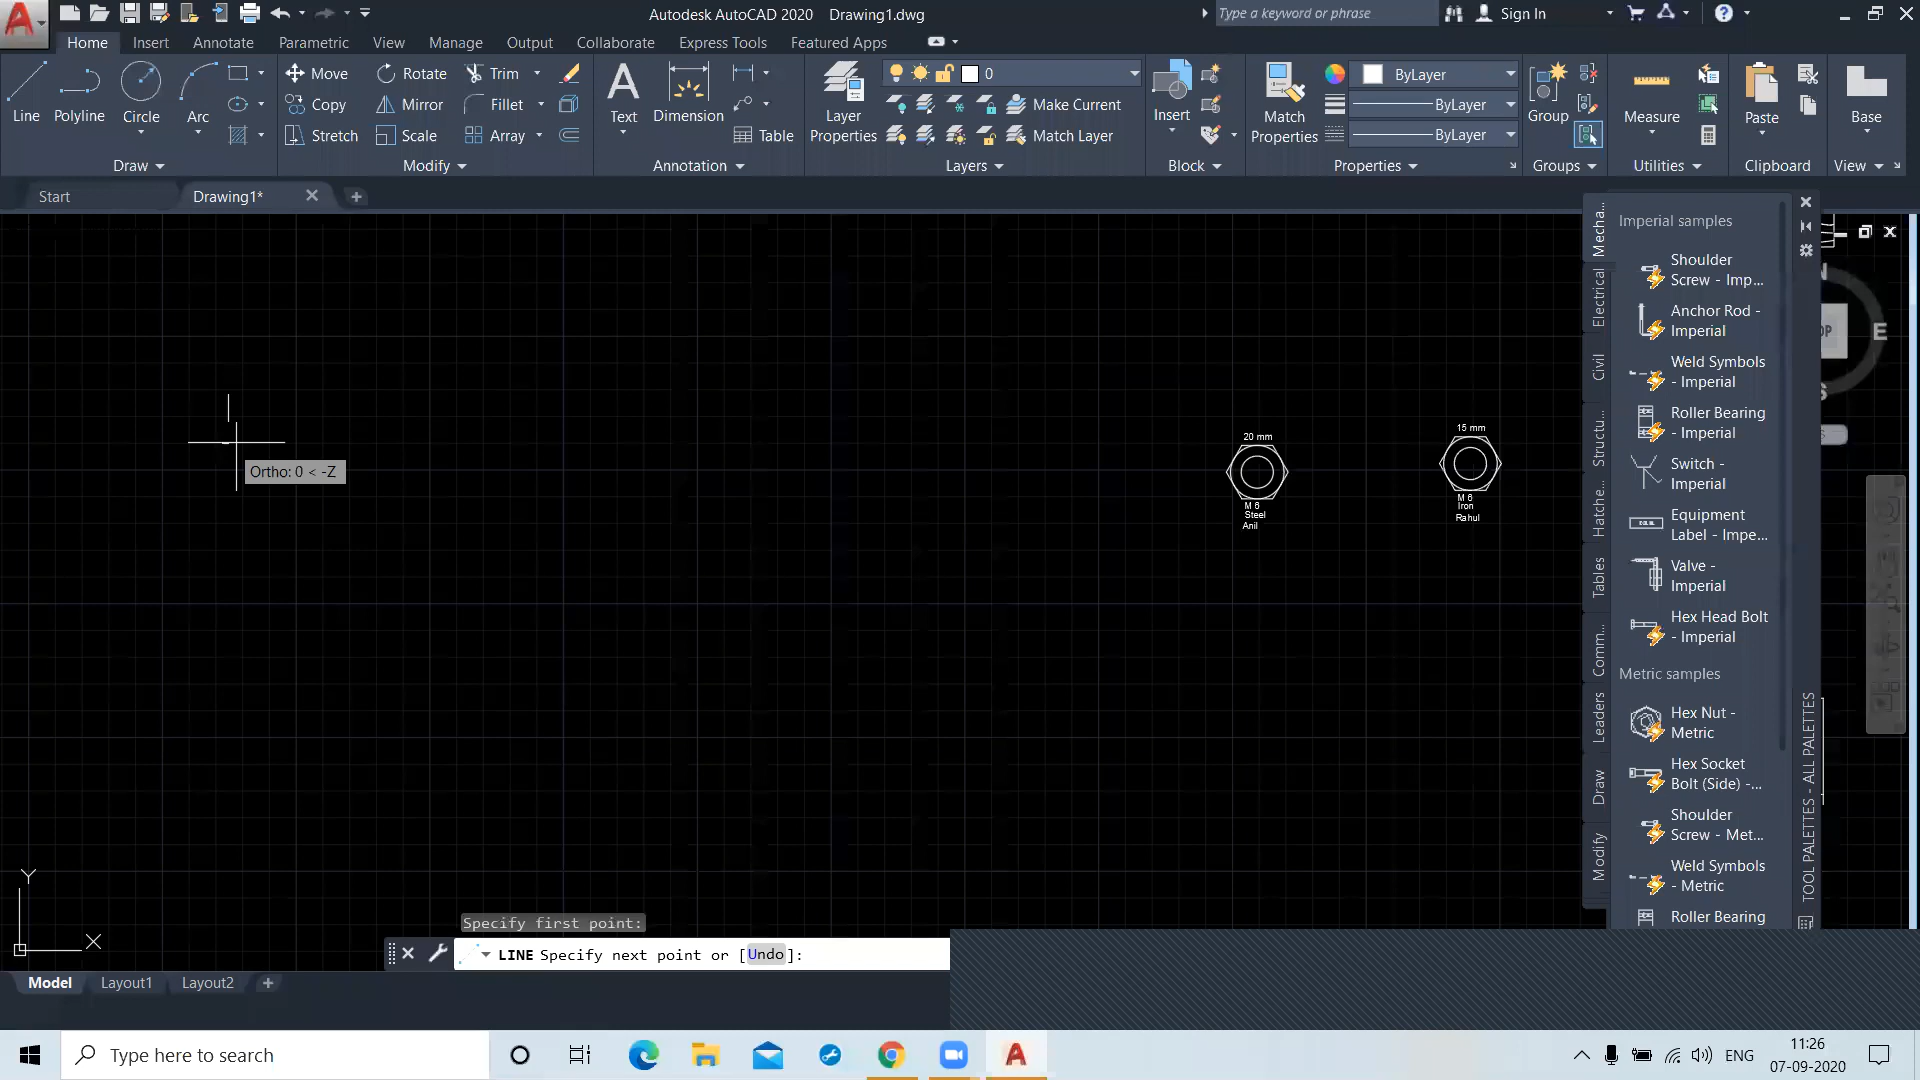 Autodesk AutoCAD 2020 Drawing1.dwg
Type a keyword or phrase
Sign In
Home Insert Annotate Parametric View Manage Output Collaborate Express Tools Featured Apps
Line Polyline Circle Arc
Move Rotate Trim
Copy Mirror Fillet
Stretch Scale Array
Text Dimension Table
Layer Properties
0
Make Current
Match Layer
Insert
Match Properties
ByLayer
ByLayer
ByLayer
Group
Measure
Paste
Base
Draw Modify Annotation Layers Block Properties Groups Utilities Clipboard View
Start Drawing1*
Mecha...
Electrical
Civil
Structu...
Hatche...
Tables
Comm...
Leaders
Draw
Modify
Imperial samples
Shoulder
Screw - Imp...
Anchor Rod -
Imperial
Weld Symbols
- Imperial
Roller Bearing
- Imperial
Switch -
Imperial
Equipment
Label - Impe...
Valve -
Imperial
Hex Head Bolt
- Imperial
Metric samples
Hex Nut -
Metric
Hex Socket
Bolt (Side) -...
Shoulder
Screw - Met...
Weld Symbols
- Metric
Roller Bearing
TOOL PALETTES - ALL PALETTES
E
Ortho: 0 < -Z
20 mm
M 6
Steel
Anil
15 mm
M 6
Iron
Rahul
Y
X
Specify first point:
LINE Specify next point or [Undo]:
Model Layout1 Layout2
Type here to search
ENG
11:26
07-09-2020